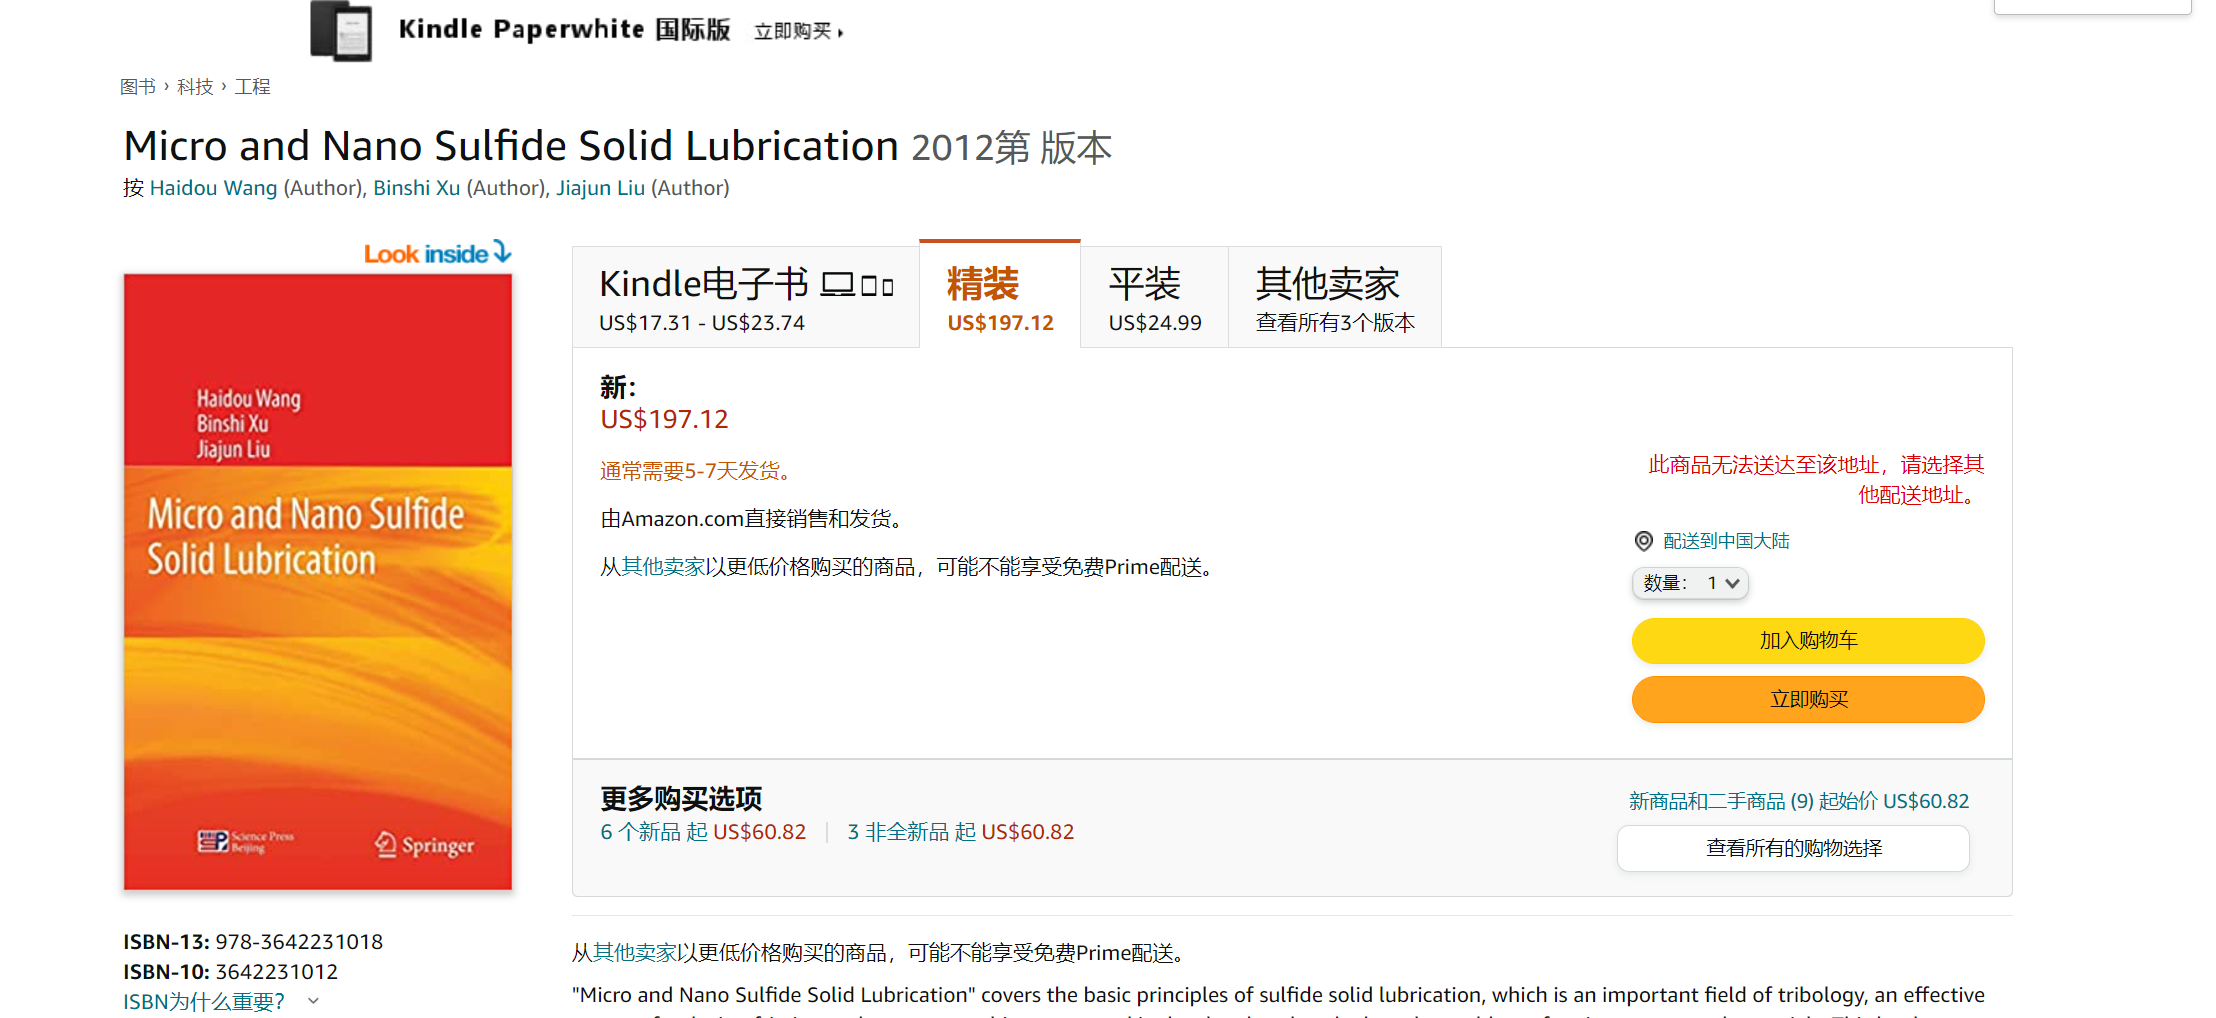 Kindle Paperwhite 国际版 立即购买
图书 › 科技 › 工程
Micro and Nano Sulfide Solid Lubrication 2012第 版本
按 Haidou Wang (Author), Binshi Xu (Author), Jiajun Liu (Author)
Look inside
Haidou Wang
Binshi Xu
Jiajun Liu
Micro and Nano Sulfide
Solid Lubrication
Science Press
Beijing
Springer
ISBN-13: 978-3642231018
ISBN-10: 3642231012
ISBN为什么重要?
Kindle电子书
US$17.31 - US$23.74
精装
US$197.12
平装
US$24.99
其他卖家
查看所有3个版本
新:
US$197.12
通常需要5-7天发货。
由Amazon.com直接销售和发货。
从其他卖家以更低价格购买的商品，可能不能享受免费Prime配送。
此商品无法送达至该地址，请选择其
他配送地址。
配送到中国大陆
数量: 1
加入购物车
立即购买
更多购买选项
6 个新品 起 US$60.82 | 3 非全新品 起 US$60.82
新商品和二手商品 (9) 起始价 US$60.82
查看所有的购物选择
从其他卖家以更低价格购买的商品，可能不能享受免费Prime配送。
"Micro and Nano Sulfide Solid Lubrication" covers the basic principles of sulfide solid lubrication, which is an important field of tribology, an effective